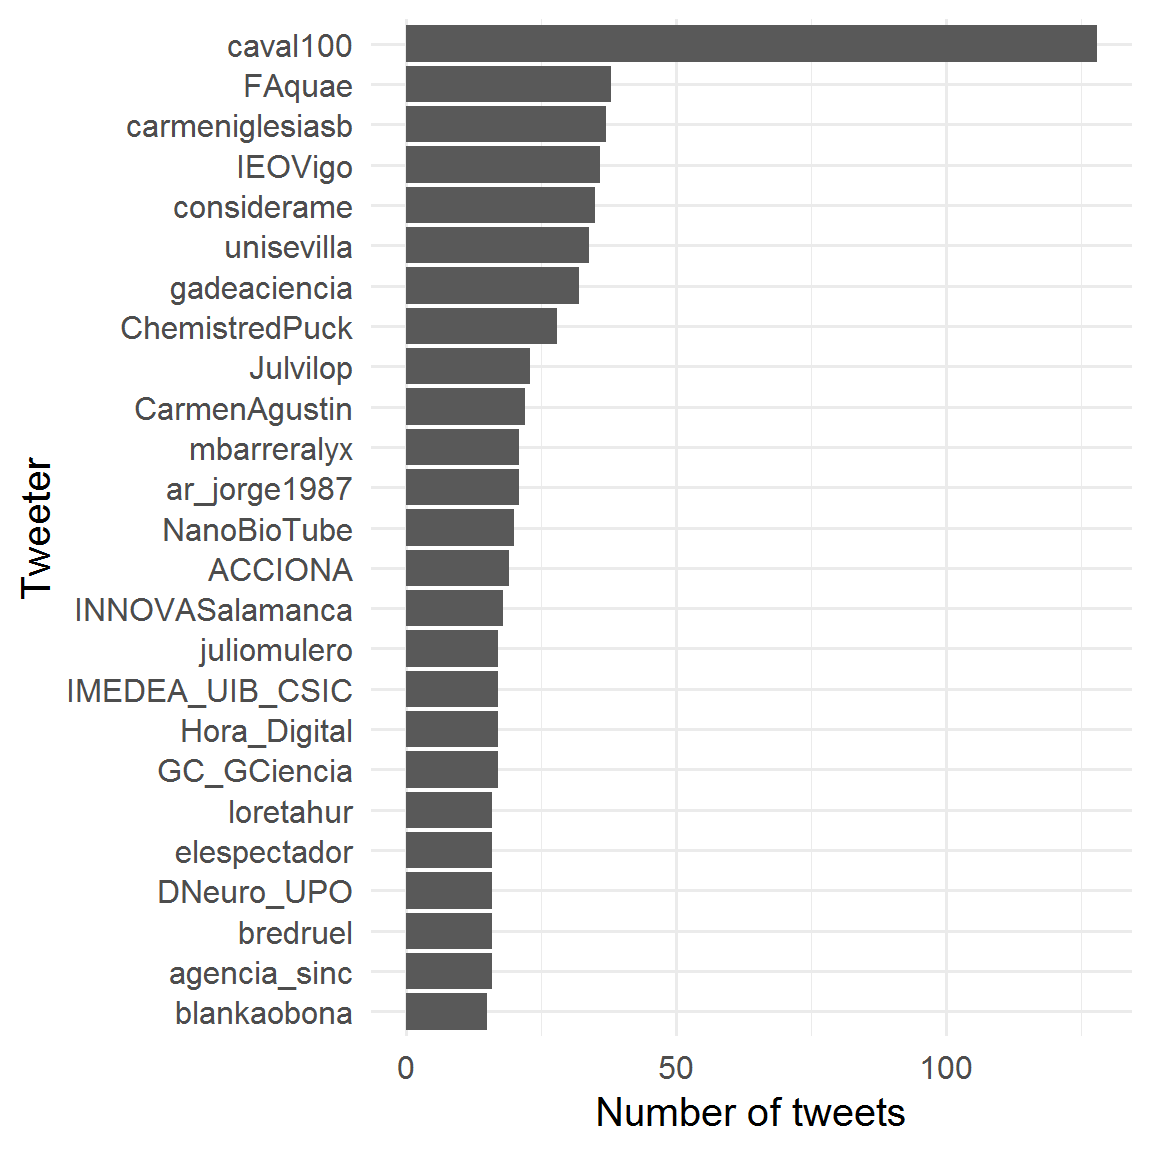 caval100
FAquae
carmeniglesiasb
IEOVigo
considerame
unisevilla
gadeaciencia
ChemistredPuck
Julvilop
CarmenAgustin
mbarreralyx
ar_jorge1987
NanoBioTube
ACCIONA
INNOVASalamanca
juliomulero
IMEDEA_UIB_CSIC
Hora_Digital
GC_GCiencia
loretahur
elespectador
DNeuro_UPO
bredruel
agencia_sinc
blankaobona
Tweeter
0 50 100
Number of tweets